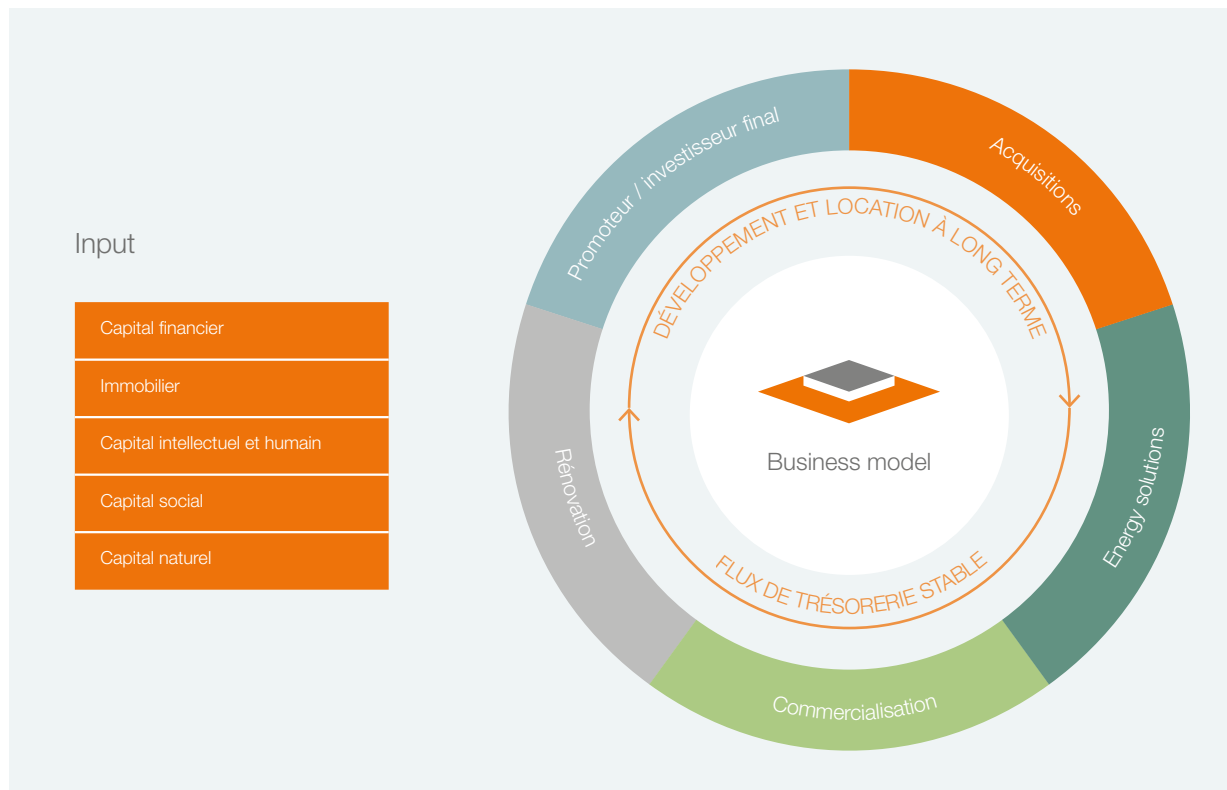 Input
Capital financier
Immobilier
Capital intellectuel et humain
Capital social
Capital naturel
Promoteur / investisseur final
Acquisitions
Energy solutions
Commercialisation
Rénovation
DÉVELOPPEMENT ET LOCATION À LONG TERME
FLUX DE TRÉSORERIE STABLE
Business model